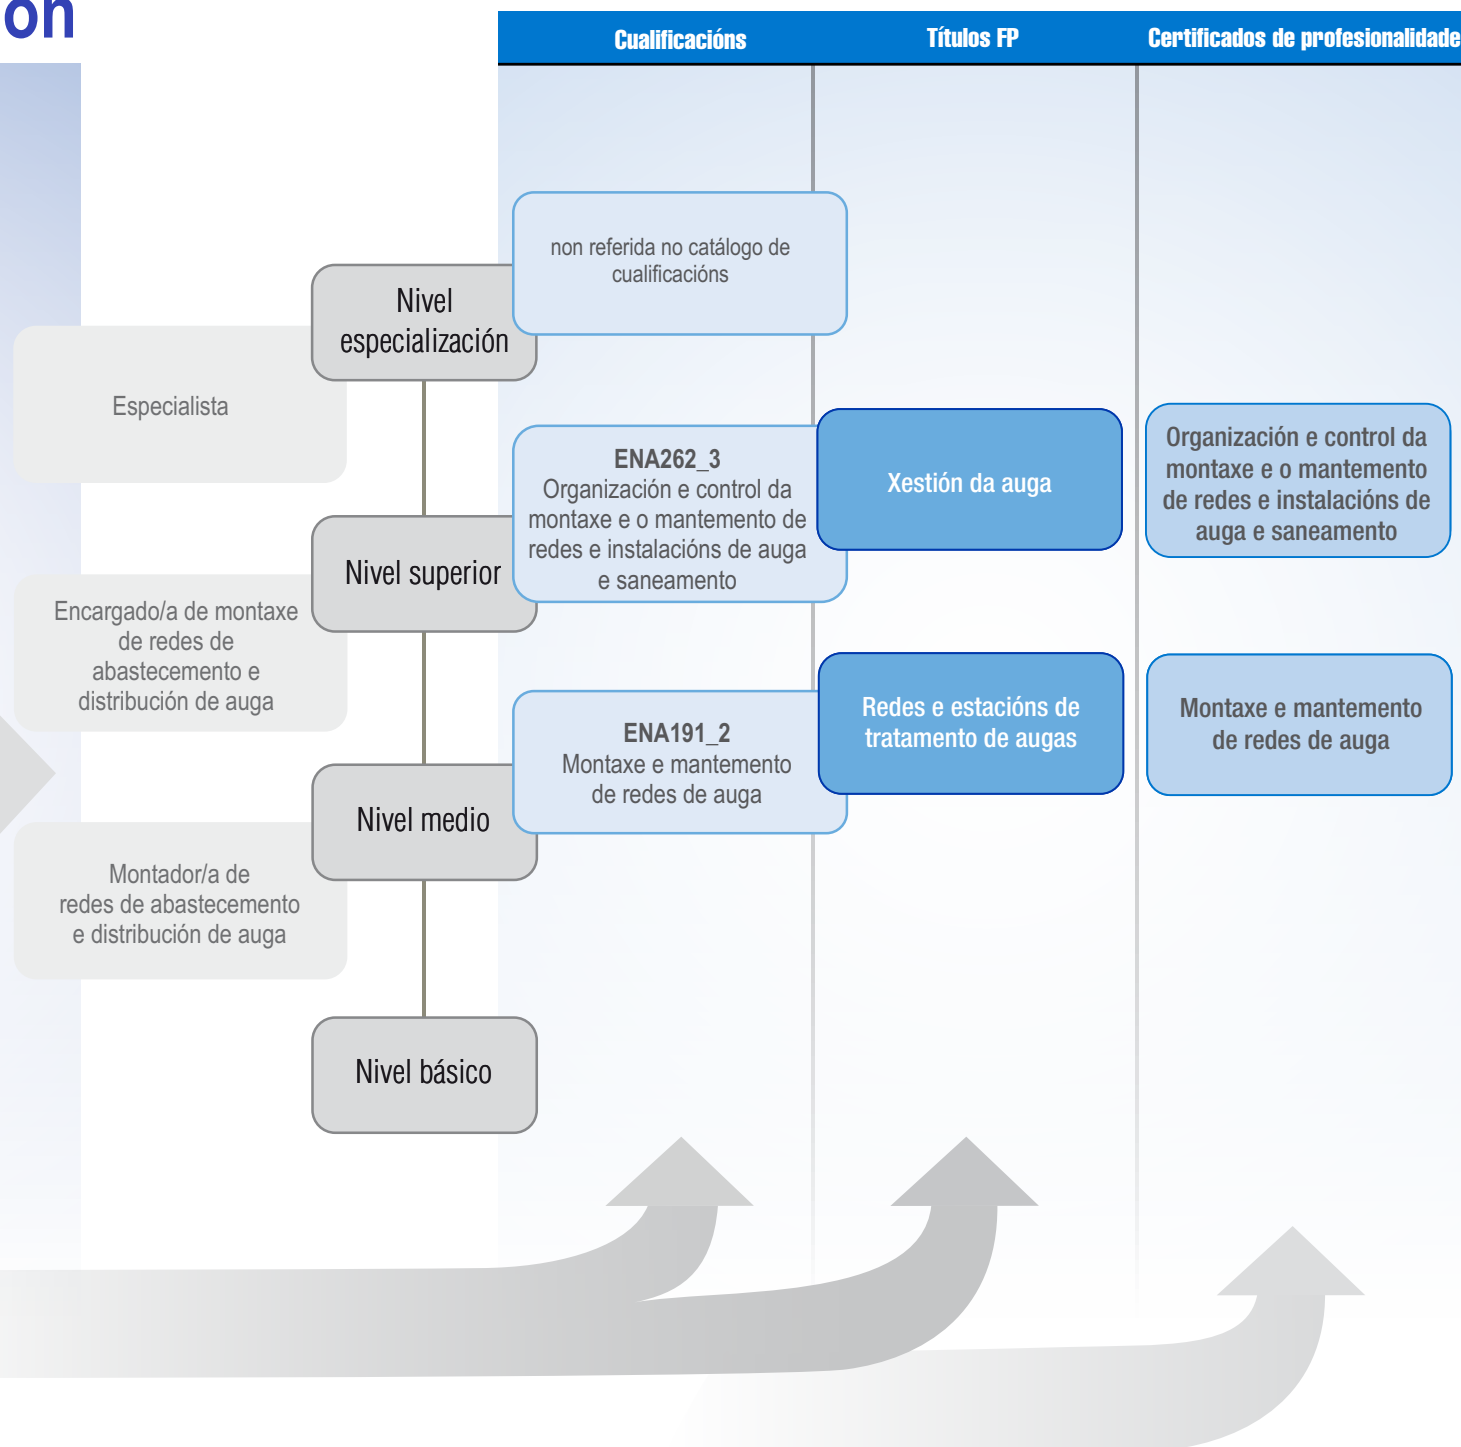 ón
Cualificacións
Títulos FP
Certificados de profesionalidade
non referida no catálogo de
cualificacións
Nivel
especialización
Especialista
ENA262_3
Organización e control da
montaxe e o mantemento de
redes e instalacións de auga
e saneamento
Xestión da auga
Organización e control da
montaxe e o mantemento
de redes e instalacións de
auga e saneamento
Nivel superior
Encargado/a de montaxe
de redes de
abastecemento e
distribución de auga
ENA191_2
Montaxe e mantemento
de redes de auga
Redes e estacións de
tratamento de augas
Montaxe e mantemento
de redes de auga
Nivel medio
Montador/a de
redes de abastecemento
e distribución de auga
Nivel básico